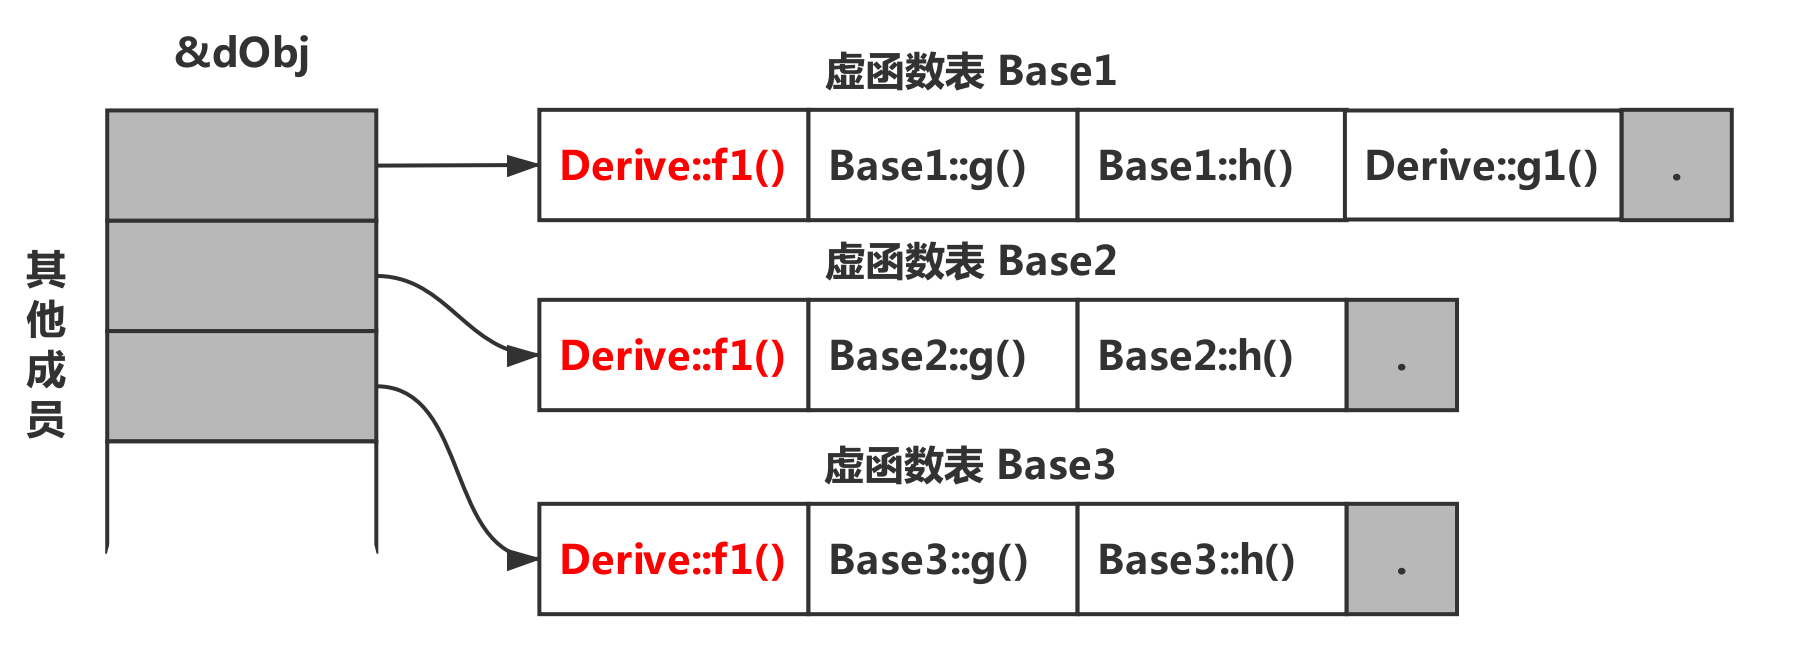 &dObj
虚函数表 Base1
Derive::f1() Base1::g() Base1::h() Derive::g1() .
虚函数表 Base2
Derive::f1() Base2::g() Base2::h() .
其他成员
虚函数表 Base3
Derive::f1() Base3::g() Base3::h() .